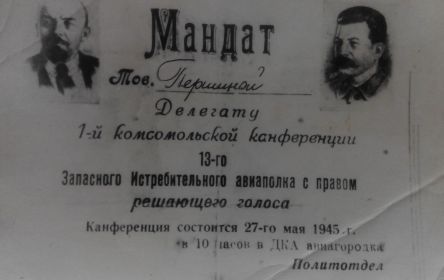 Мандат
Тов. Першиной
Делегату
1-й комсомольской конференции
13-го
Запасного Истребительного авиаполка с правом
решающего голоса
Конференция состоится 27-го мая 1945 г.
в 10 часов в ДКА авиагородка
Политотдел